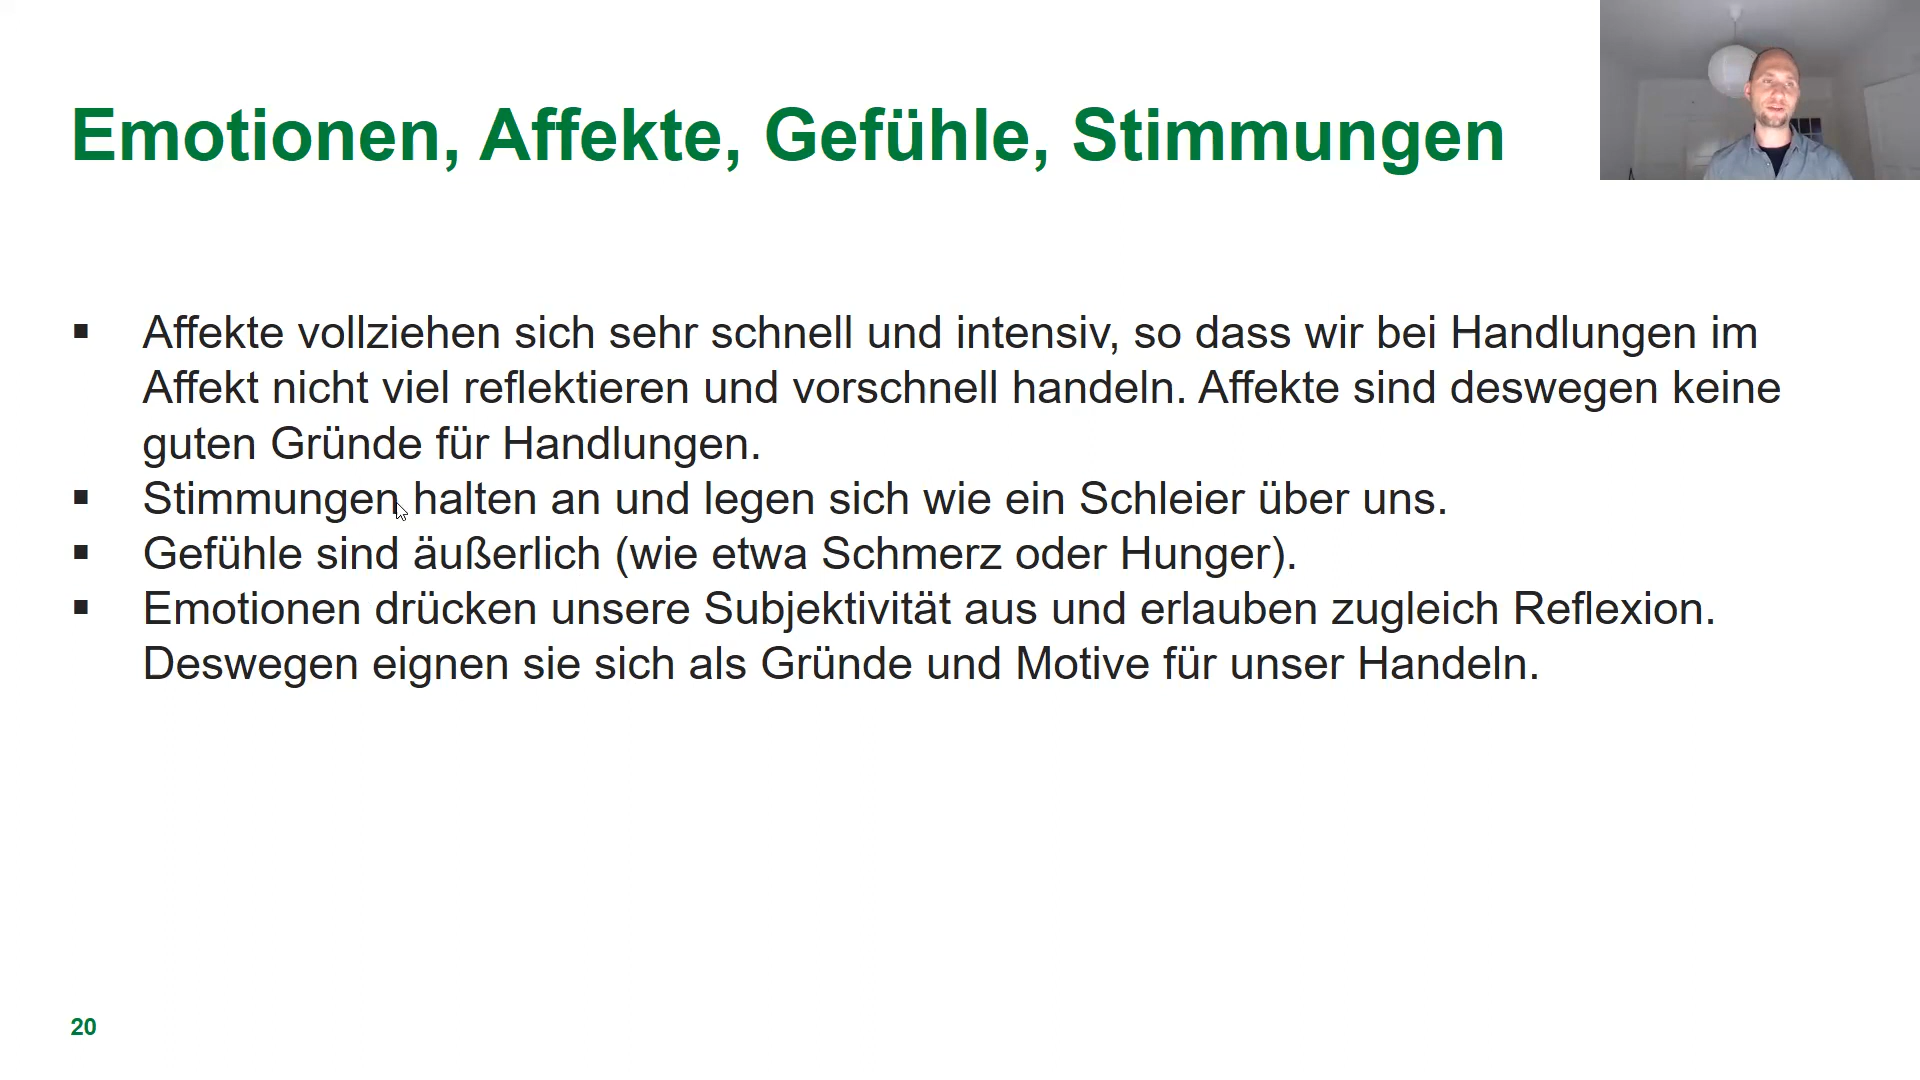 Emotionen, Affekte, Gefühle, Stimmungen
▪ Affekte vollziehen sich sehr schnell und intensiv, so dass wir bei Handlungen im
Affekt nicht viel reflektieren und vorschnell handeln. Affekte sind deswegen keine
guten Gründe für Handlungen.
▪ Stimmungen halten an und legen sich wie ein Schleier über uns.
▪ Gefühle sind äußerlich (wie etwa Schmerz oder Hunger).
▪ Emotionen drücken unsere Subjektivität aus und erlauben zugleich Reflexion.
Deswegen eignen sie sich als Gründe und Motive für unser Handeln.
20